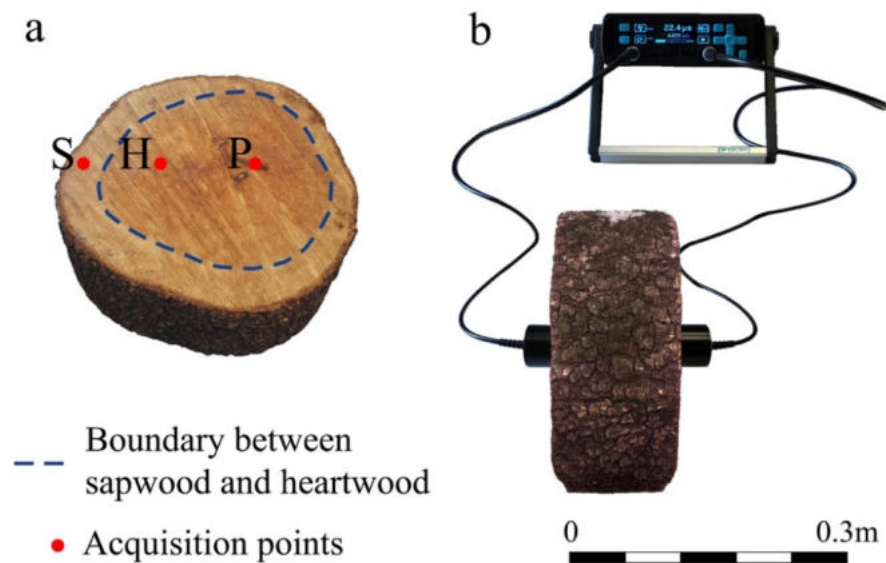 a
b
22.4µs
S H P
Boundary between
sapwood and heartwood
Acquisition points
0 0.3m